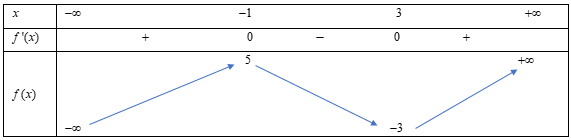 x −∞ −1 3 +∞
f '(x) + 0 − 0 +
5 +∞
f (x)
−∞ −3